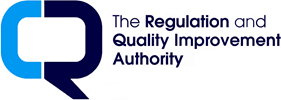 The Regulation and
Quality Improvement
Authority